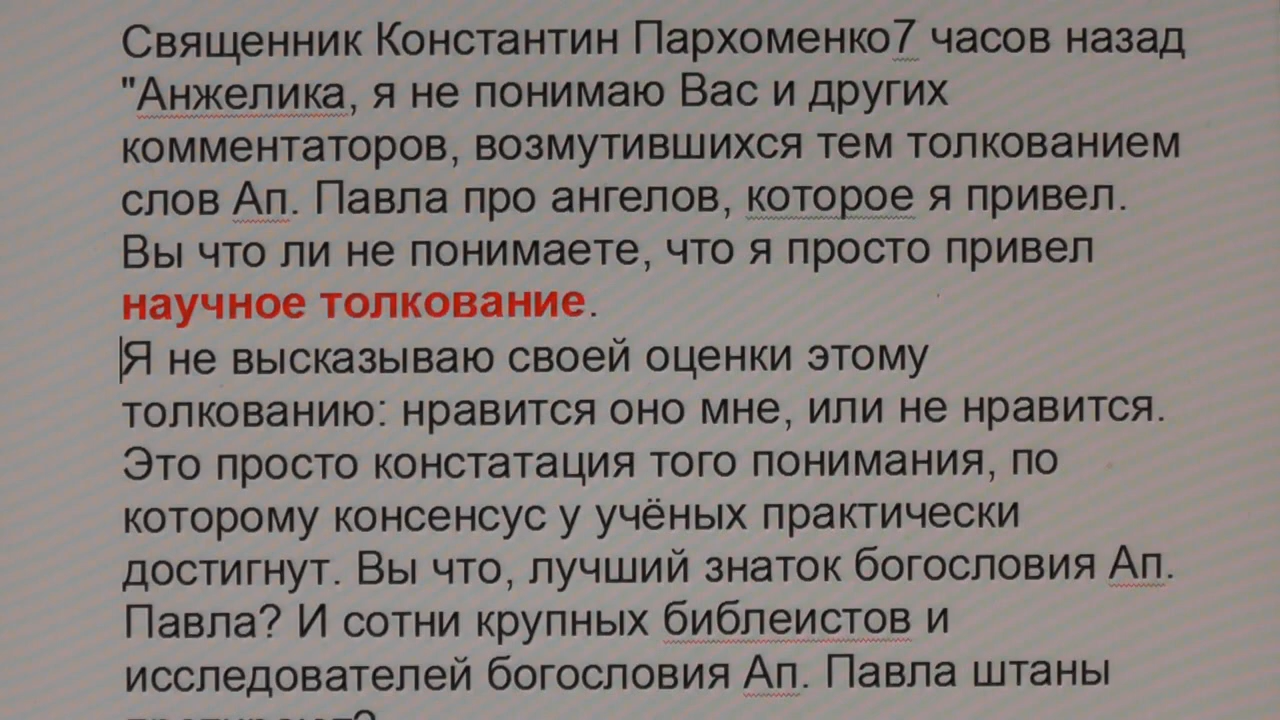 Священник Константин Пархоменко7 часов назад
"Анжелика, я не понимаю Вас и других
комментаторов, возмутившихся тем толкованием
слов Ап. Павла про ангелов, которое я привел.
Вы что ли не понимаете, что я просто привел
научное толкование.
Я не высказываю своей оценки этому
толкованию: нравится оно мне, или не нравится.
Это просто констатация того понимания, по
которому консенсус у учёных практически
достигнут. Вы что, лучший знаток богословия Ап.
Павла? И сотни крупных библеистов и
исследователей богословия Ап. Павла штаны